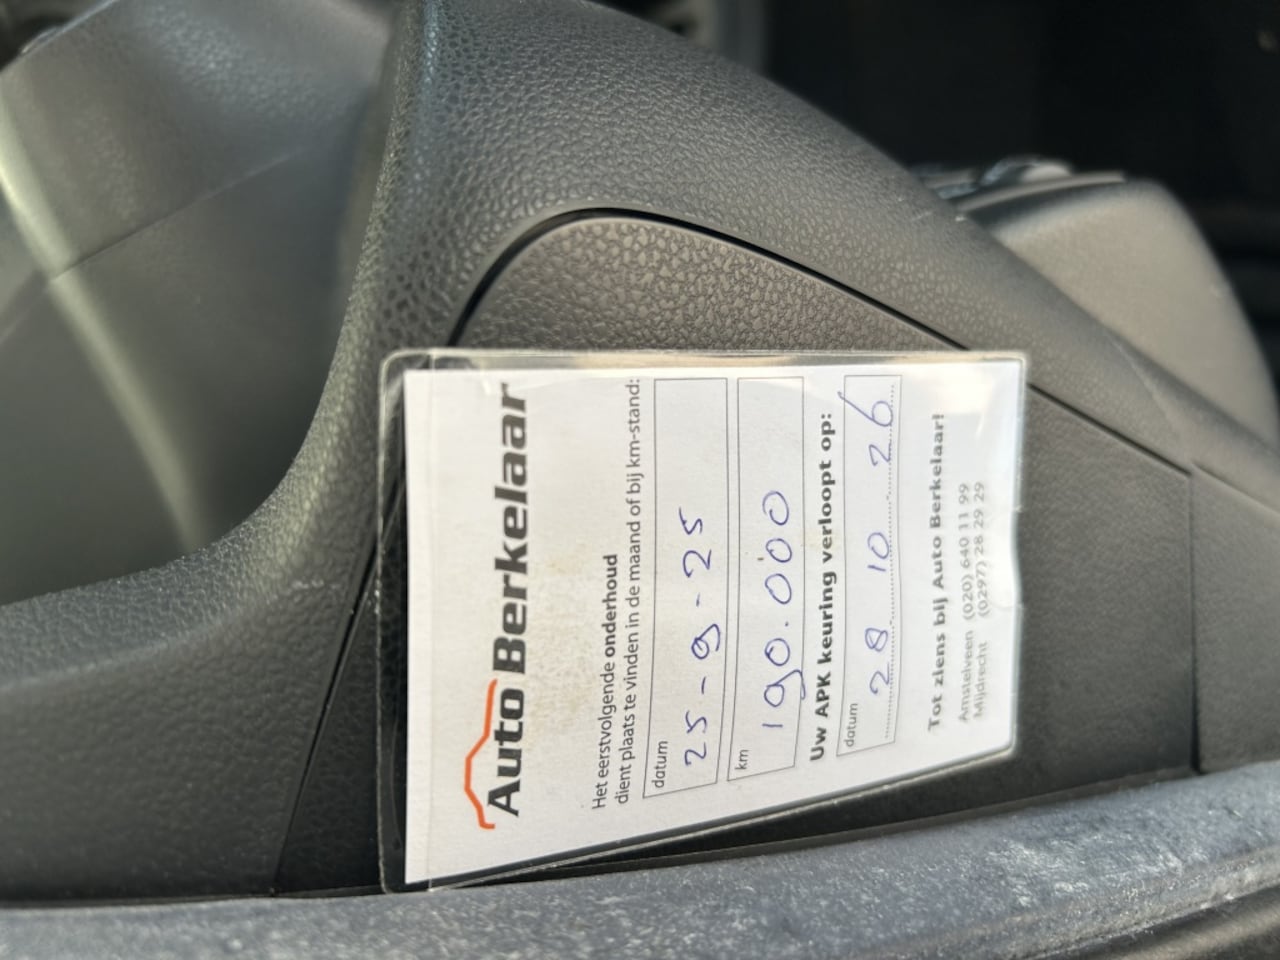 Auto Berkelaar
Het eerstvolgende onderhoud
dient plaats te vinden in de maand of bij km-stand:
datum
25-9-25
km
190.000
Uw APK keuring verloopt op:
datum
28 10 26
Tot ziens bij Auto Berkelaar!
Amstelveen (020) 640 11 99
Mijdrecht (0297) 28 29 29